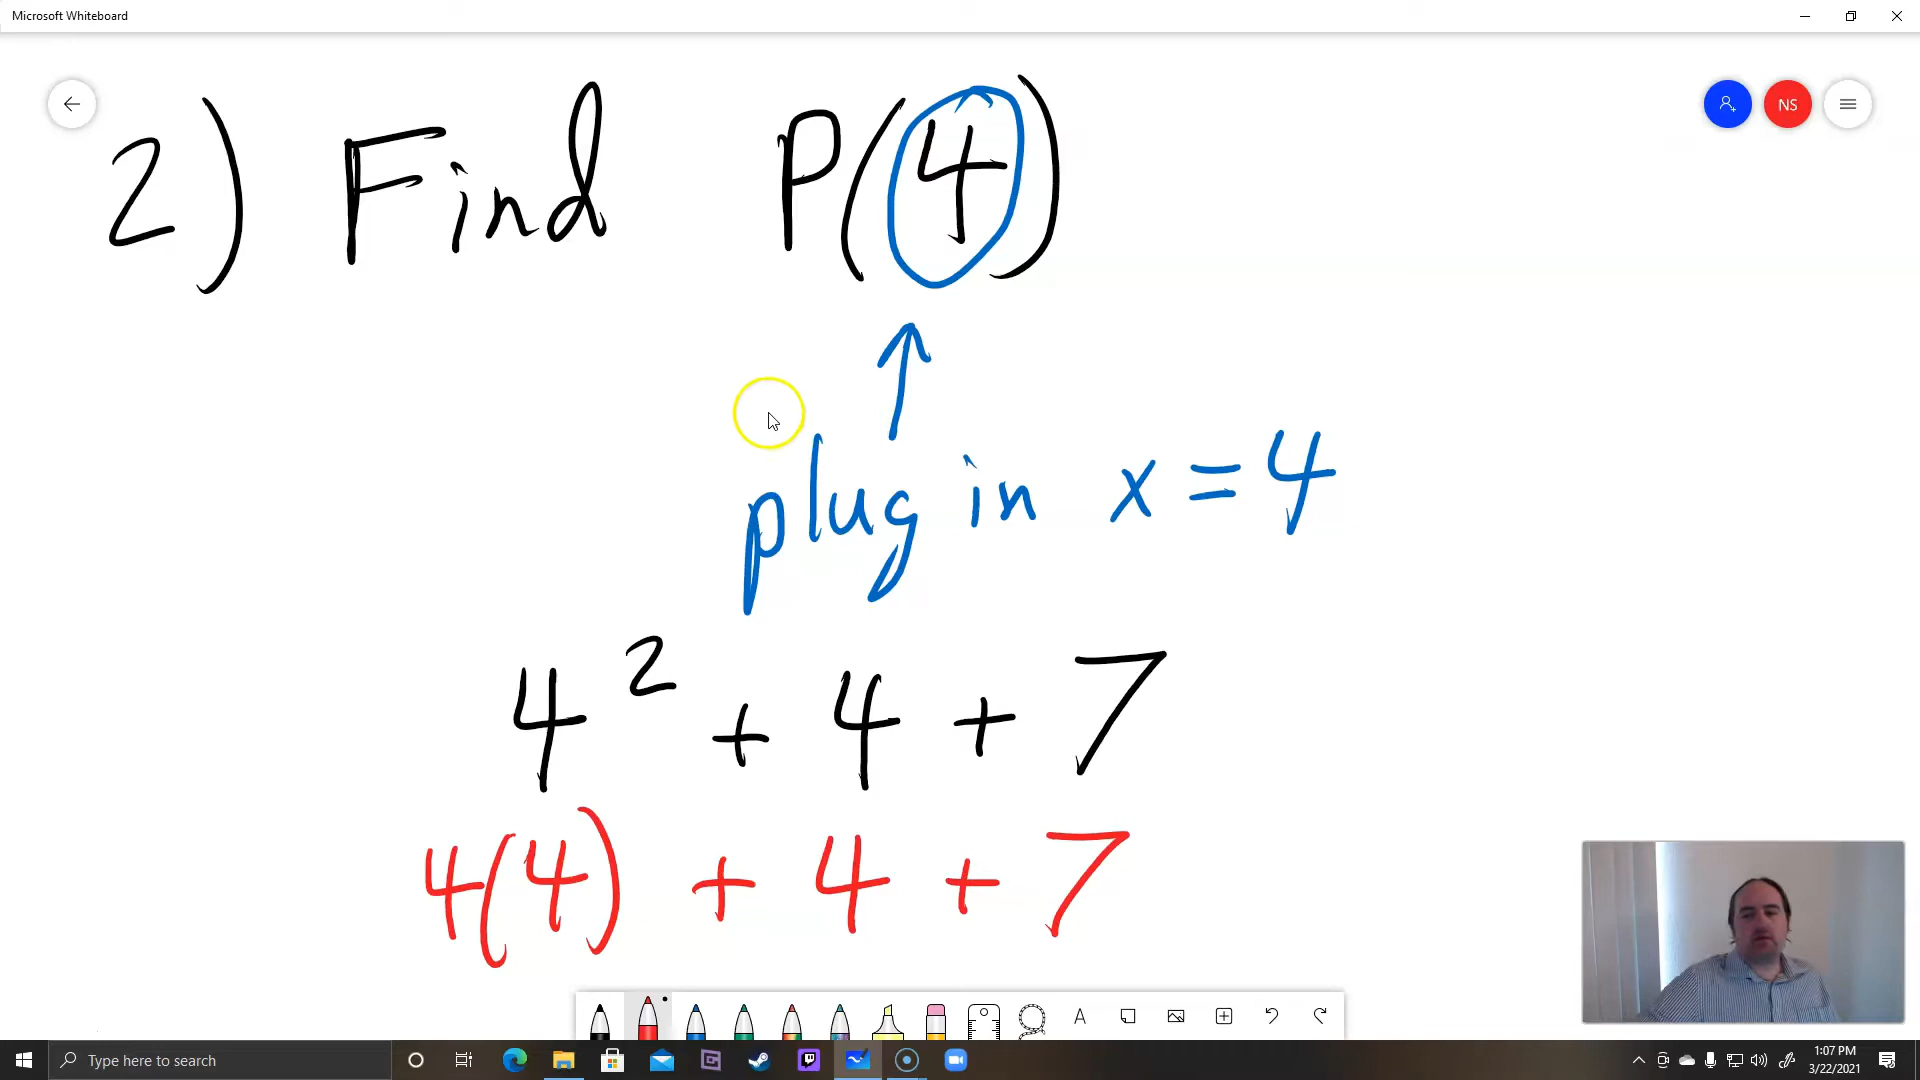 Microsoft Whiteboard
NS
2) Find P(4)
plug in x = 4
4² + 4 + 7
4(4) + 4 + 7
A
Type here to search
1:07 PM
3/22/2021